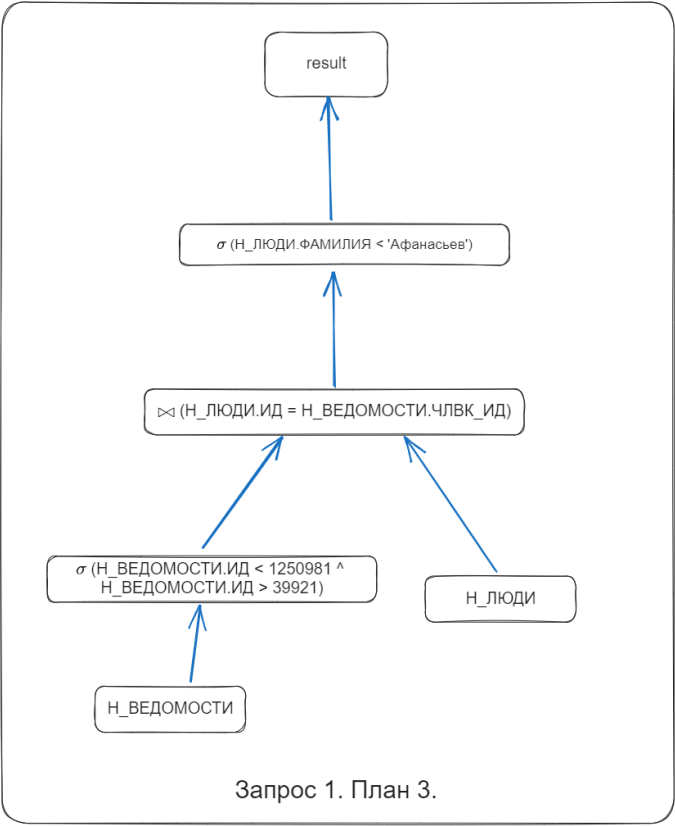 result
σ (Н_ЛЮДИ.ФАМИЛИЯ < 'Афанасьев')
⋈ (Н_ЛЮДИ.ИД = Н_ВЕДОМОСТИ.ЧЛВК_ИД)
σ (Н_ВЕДОМОСТИ.ИД < 1250981 ^
Н_ВЕДОМОСТИ.ИД > 39921)
Н_ЛЮДИ
Н_ВЕДОМОСТИ
Запрос 1. План 3.